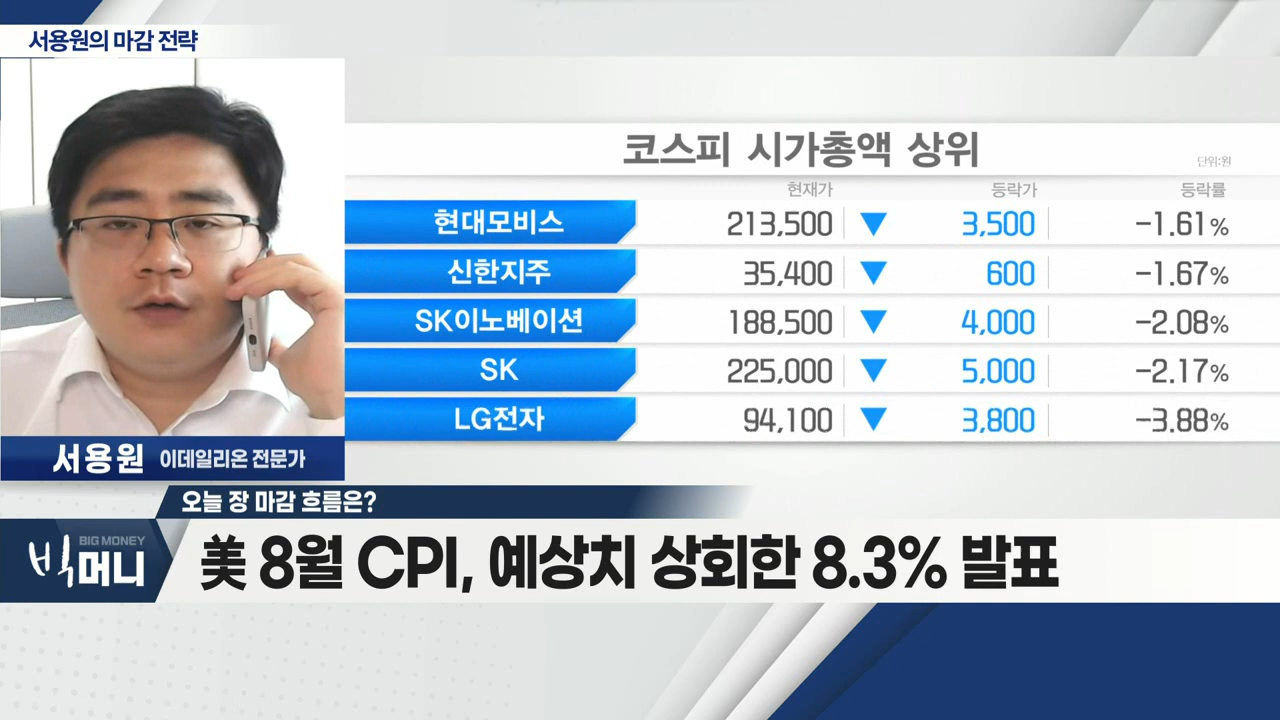 서용원의 마감 전략
코스피 시가총액 상위
단위:원
현재가 등락가 등락률
현대모비스 213,500 ▼ 3,500 -1.61%
신한지주 35,400 ▼ 600 -1.67%
SK이노베이션 188,500 ▼ 4,000 -2.08%
SK 225,000 ▼ 5,000 -2.17%
LG전자 94,100 ▼ 3,800 -3.88%
서용원 이데일리온 전문가
오늘 장 마감 흐름은?
BIG MONEY
빅머니
美 8월 CPI, 예상치 상회한 8.3% 발표